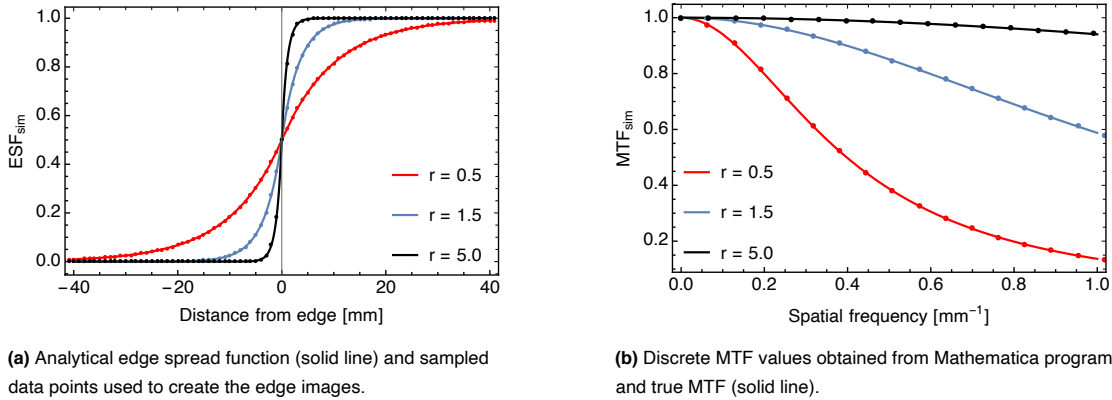 1.0
0.8
0.6
0.4
0.2
0.0
ESFsim
−40
−20
0
20
40
Distance from edge [mm]
r = 0.5
r = 1.5
r = 5.0
(a) Analytical edge spread function (solid line) and sampled
data points used to create the edge images.
1.0
0.8
0.6
0.4
0.2
MTFsim
0.0
0.2
0.4
0.6
0.8
1.0
Spatial frequency [mm⁻¹]
r = 0.5
r = 1.5
r = 5.0
(b) Discrete MTF values obtained from Mathematica program
and true MTF (solid line).